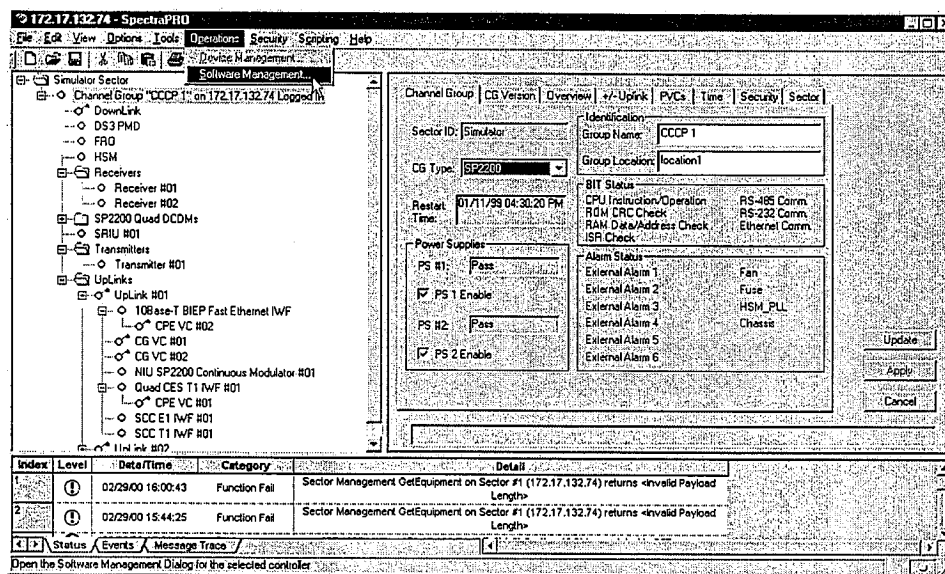 172.17.132.74 - SpectraPRO
File Edit View Options Tools Operations Security Scripting Help
Device Management...
Software Management...
Simulator Sector
Channel Group "CCCP 1" on 172.17.132.74 Logged IN
DownLink
DS3 PMD
FRO
HSM
Receivers
Receiver #01
Receiver #02
SP2200 Quad DCDMs
SRIU #01
Transmitters
Transmitter #01
UpLinks
UpLink #01
10Base-T BIEP Fast Ethernet IWF
CPE VC #02
CG VC #01
CG VC #02
NIU SP2200 Continuous Modulator #01
Quad CES T1 IWF #01
CPE VC #01
SCC E1 IWF #01
SCC T1 IWF #01
UpLink #02
Channel Group CG Version Overview +/-Uplink PVCs Time Security Sector
Sector ID: Simulator
CG Type: SP2200
Restart Time: 01/11/99 04:30:20 PM
Power Supplies
PS #1: Pass
PS 1 Enable
PS #2: Pass
PS 2 Enable
Identification
Group Name: CCCP 1
Group Location: location1
BIT Status
CPU Instruction/Operation RS-485 Comm.
ROM CRC Check RS-232 Comm.
RAM Data/Address Check Ethernet Comm.
ISR Check
Alarm Status
External Alarm 1 Fan
External Alarm 2 Fuse
External Alarm 3 HSM_PLL
External Alarm 4 Chassis
External Alarm 5
External Alarm 6
Update
Apply
Cancel
Index Level Data/Time Category Detail
1 02/29/00 16:00:43 Function Fail Sector Management GetEquipment on Sector #1 (172.17.132.74) returns <Invalid Payload
Length>
2 02/29/00 15:44:25 Function Fail Sector Management GetEquipment on Sector #1 (172.17.132.74) returns <Invalid Payload
Length>
Status Events Message Trace
Open the Software Management Dialog for the selected controller